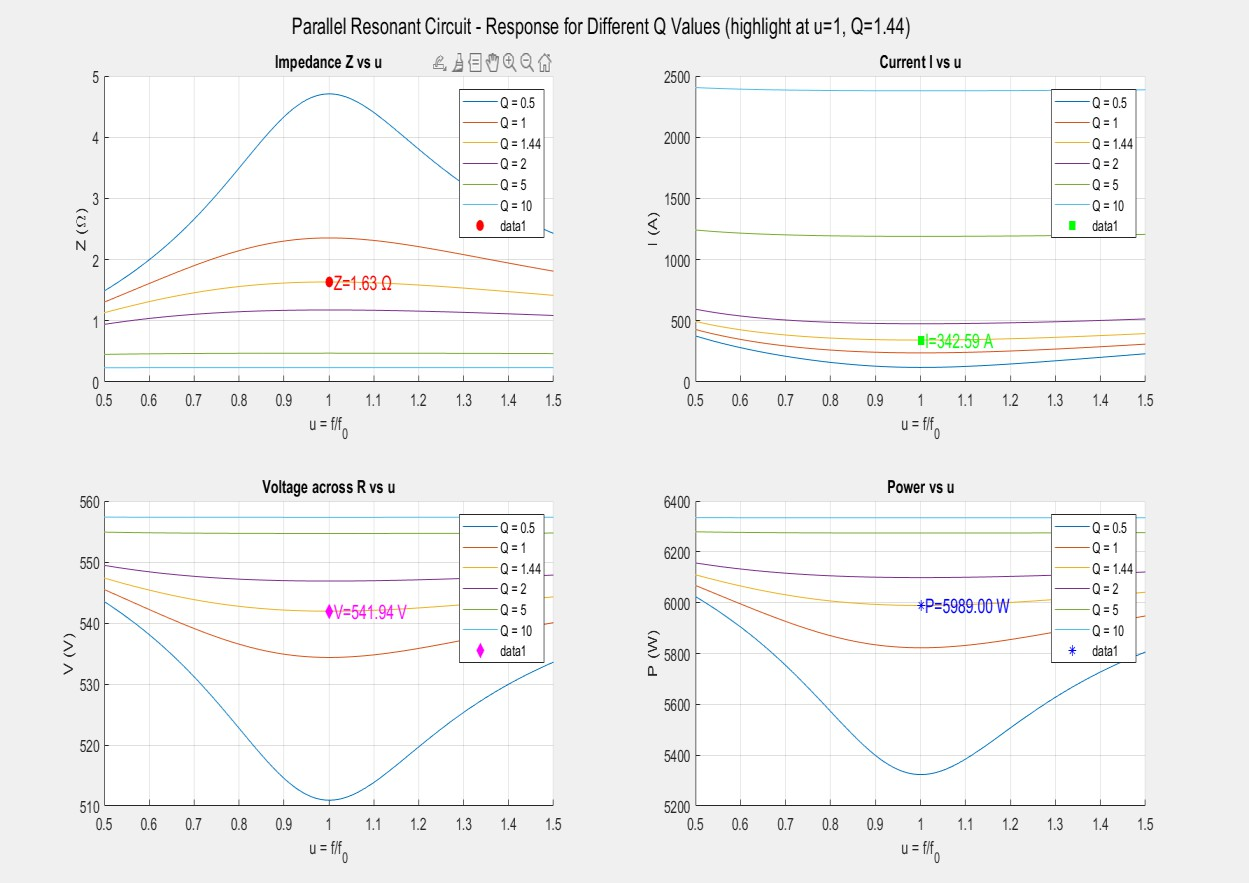 Parallel Resonant Circuit - Response for Different Q Values (highlight at u=1, Q=1.44)
Impedance Z vs u
5
4
3
2
1
0
Z (Ω)
0.5 0.6 0.7 0.8 0.9 1 1.1 1.2 1.3 1.4 1.5
u = f/f0
Q = 0.5
Q = 1
Q = 1.44
Q = 2
Q = 5
Q = 10
data1
Z=1.63 Ω
Current I vs u
2500
2000
1500
1000
500
0
I (A)
0.5 0.6 0.7 0.8 0.9 1 1.1 1.2 1.3 1.4 1.5
u = f/f0
Q = 0.5
Q = 1
Q = 1.44
Q = 2
Q = 5
Q = 10
data1
I=342.59 A
Voltage across R vs u
560
550
540
530
520
510
V (V)
0.5 0.6 0.7 0.8 0.9 1 1.1 1.2 1.3 1.4 1.5
u = f/f0
Q = 0.5
Q = 1
Q = 1.44
Q = 2
Q = 5
Q = 10
data1
V=541.94 V
Power vs u
6400
6200
6000
5800
5600
5400
5200
P (W)
0.5 0.6 0.7 0.8 0.9 1 1.1 1.2 1.3 1.4 1.5
u = f/f0
Q = 0.5
Q = 1
Q = 1.44
Q = 2
Q = 5
Q = 10
data1
P=5989.00 W